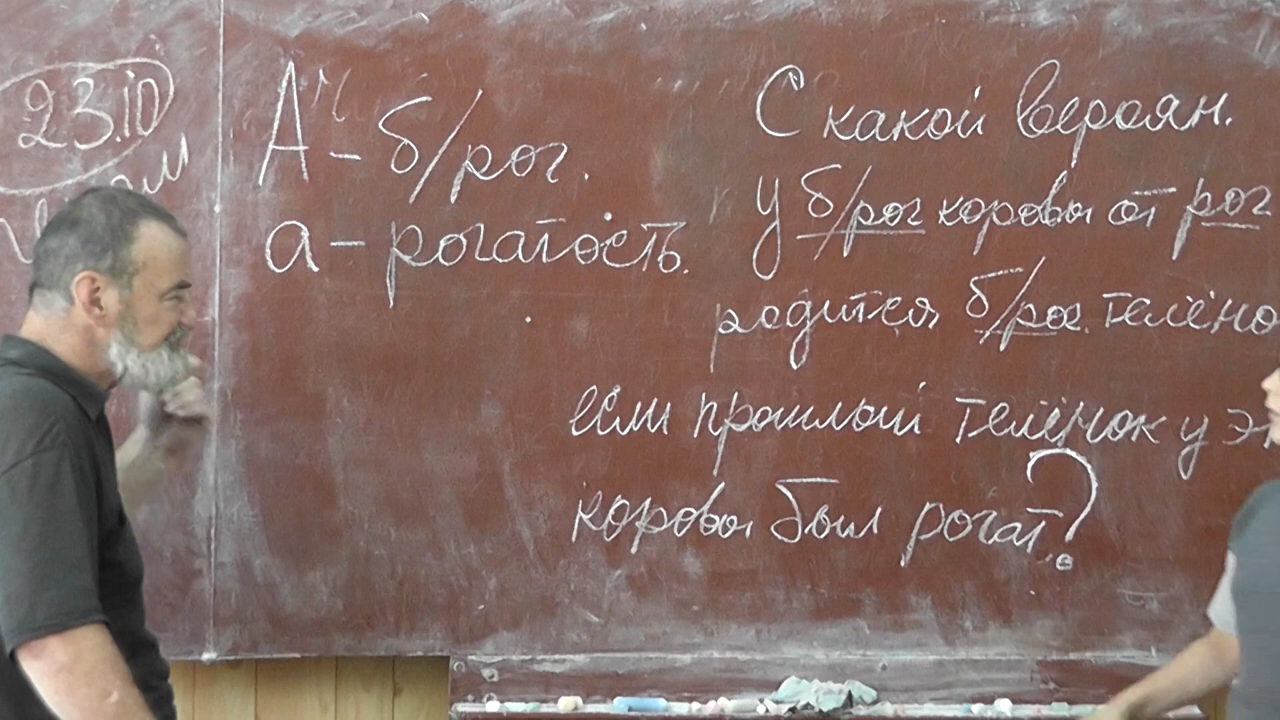 23.10
А – б/рог.
а – рогатость.
С какой вероян.
у б/рог коровы от рог
родится б/рог. телёно
если прошлый телёнок у э
коровы был рогат?